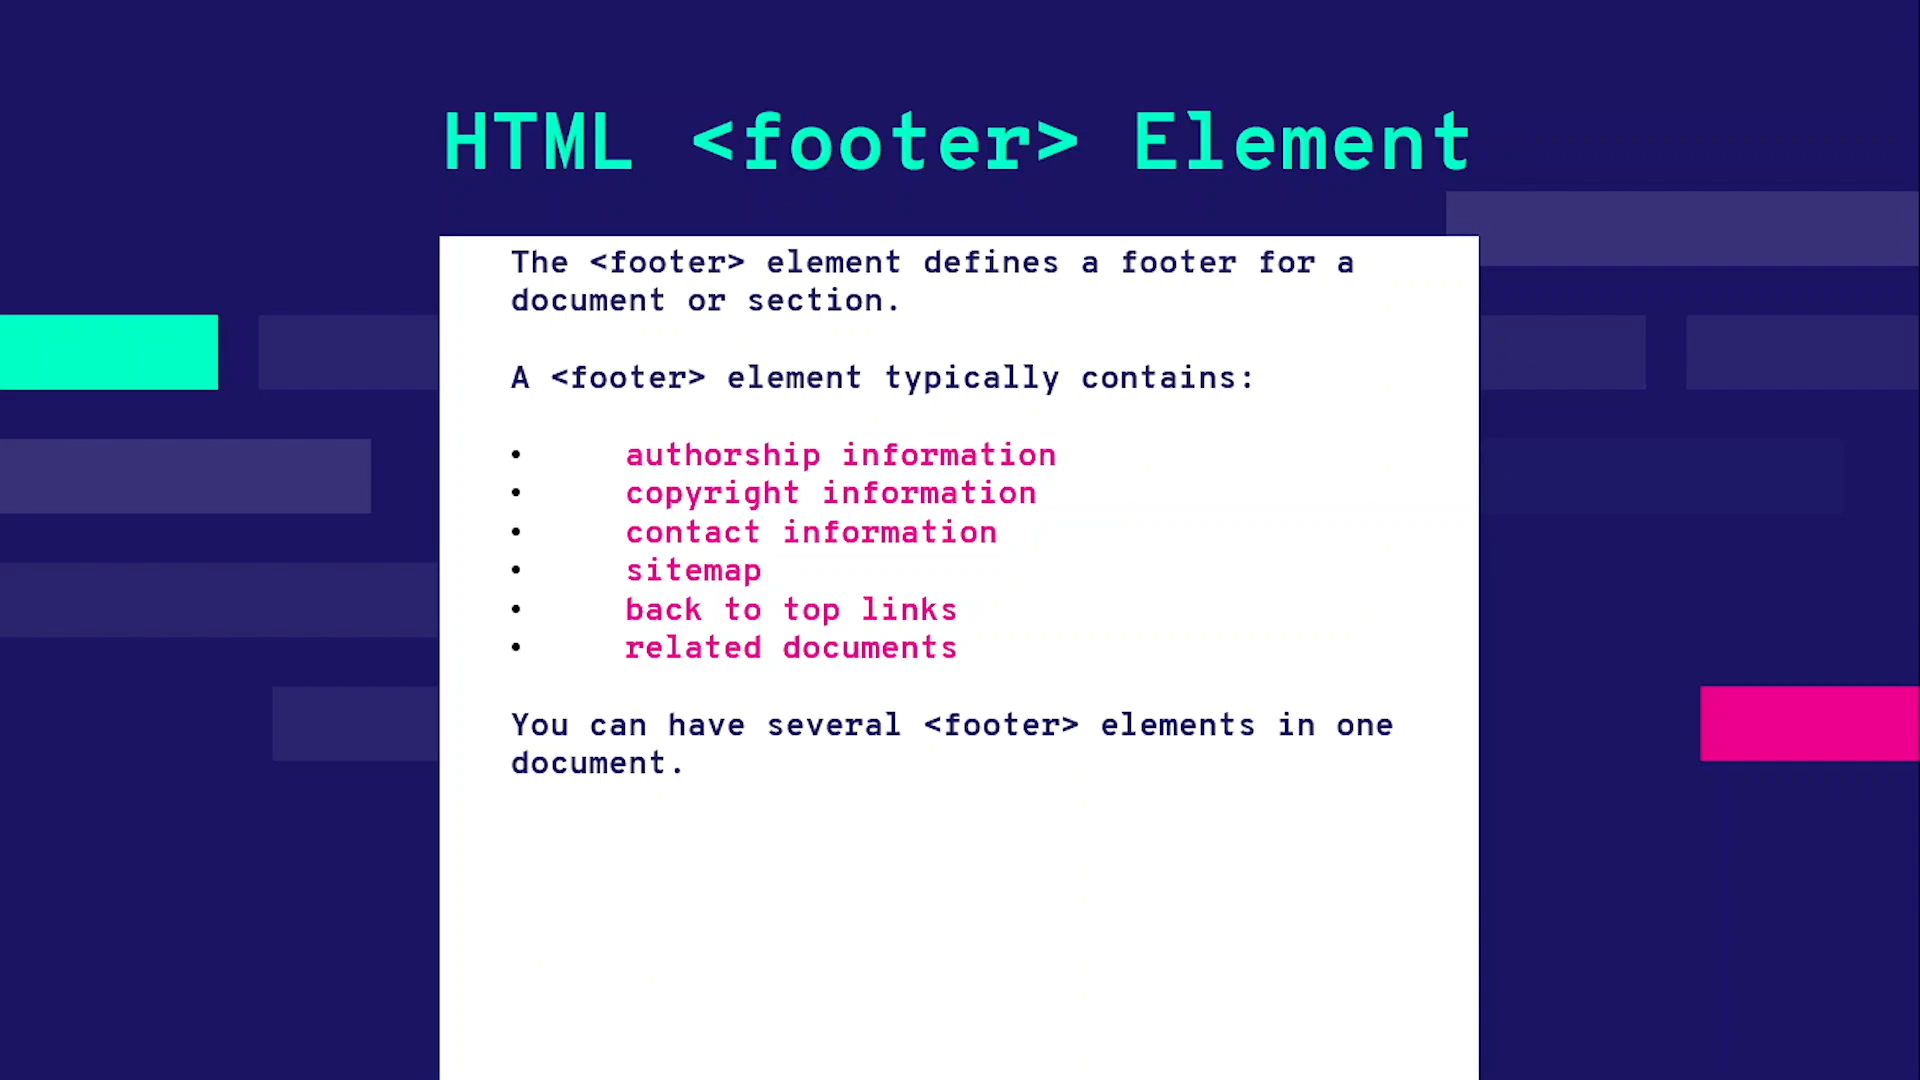 HTML <footer> Element
The <footer> element defines a footer for a
document or section.
A <footer> element typically contains:
• authorship information
• copyright information
• contact information
• sitemap
• back to top links
• related documents
You can have several <footer> elements in one
document.